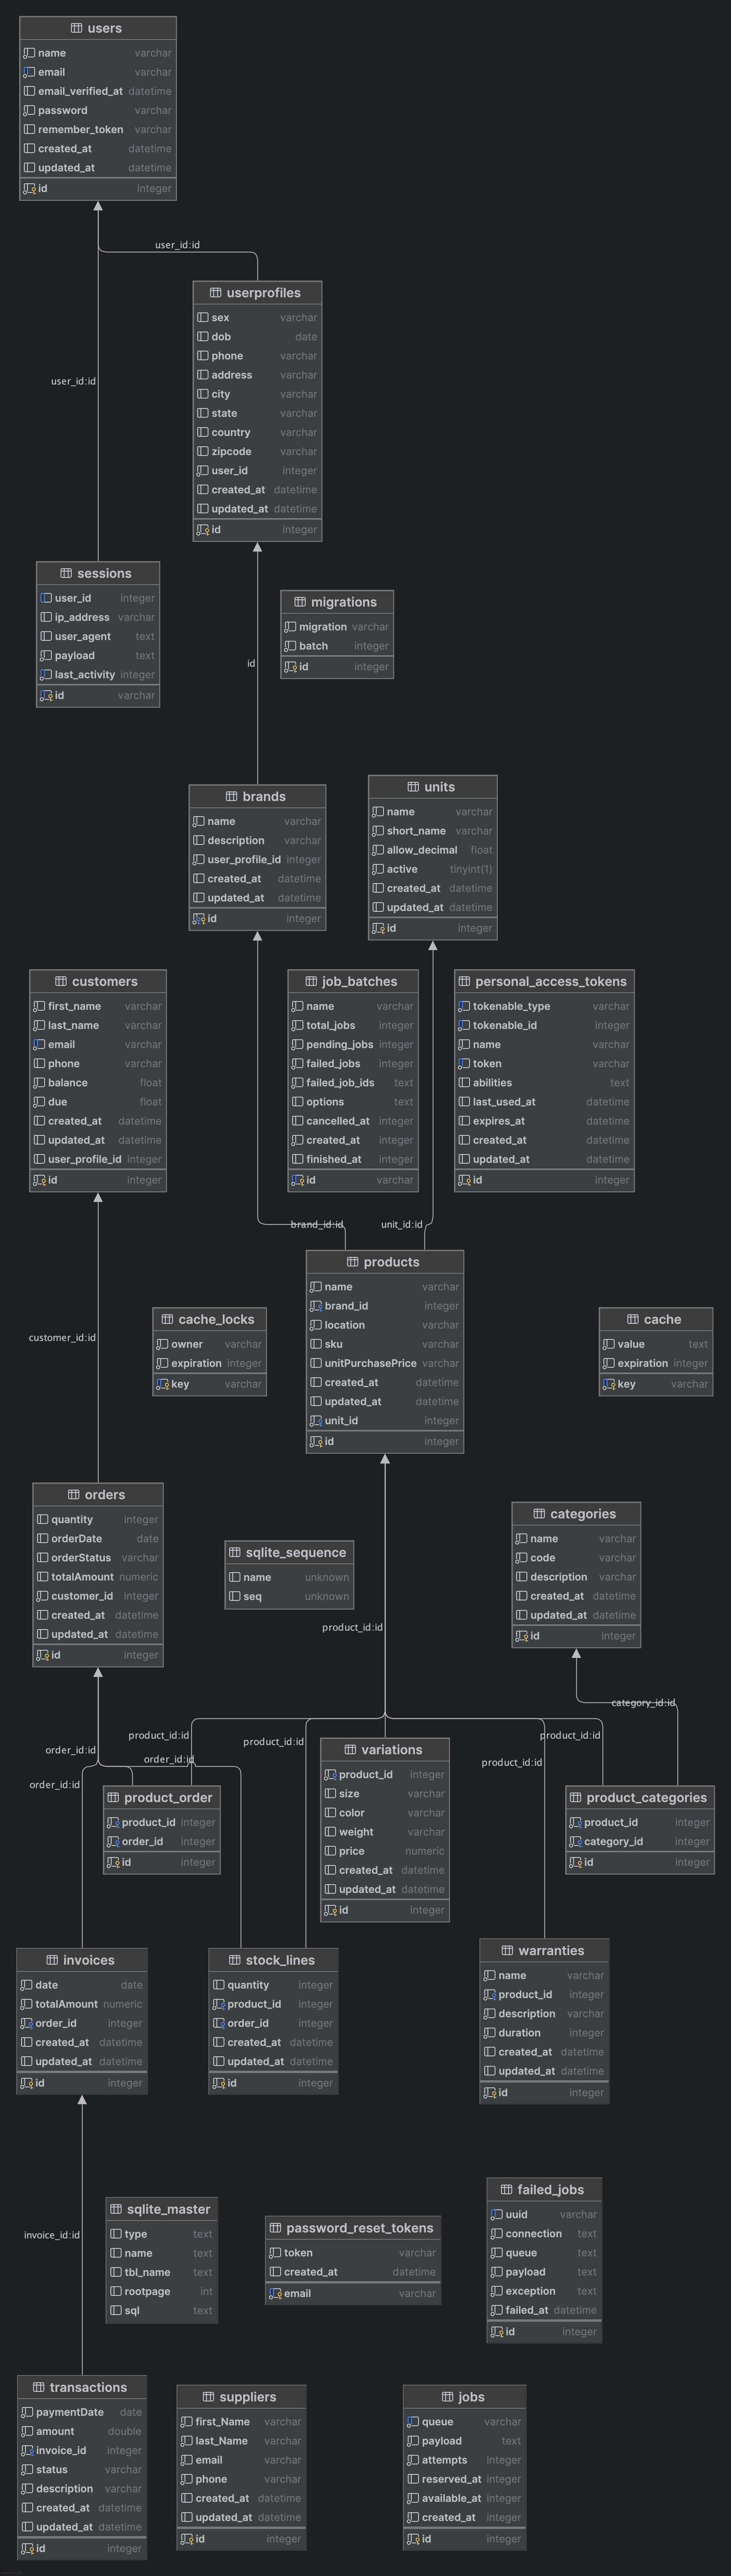 users
name varchar
email varchar
email_verified_at datetime
password varchar
remember_token varchar
created_at datetime
updated_at datetime
id integer
user_id:id
userprofiles
sex varchar
dob date
phone varchar
address varchar
city varchar
state varchar
country varchar
zipcode varchar
user_id integer
created_at datetime
updated_at datetime
id integer
user_id:id
sessions
user_id integer
ip_address varchar
user_agent text
payload text
last_activity integer
id varchar
migrations
migration varchar
batch integer
id integer
id
brands
name varchar
description varchar
user_profile_id integer
created_at datetime
updated_at datetime
id integer
units
name varchar
short_name varchar
allow_decimal float
active tinyint(1)
created_at datetime
updated_at datetime
id integer
customers
first_name varchar
last_name varchar
email varchar
phone varchar
balance float
due float
created_at datetime
updated_at datetime
user_profile_id integer
id integer
job_batches
name varchar
total_jobs integer
pending_jobs integer
failed_jobs integer
failed_job_ids text
options text
cancelled_at integer
created_at integer
finished_at integer
id varchar
personal_access_tokens
tokenable_type varchar
tokenable_id integer
name varchar
token varchar
abilities text
last_used_at datetime
expires_at datetime
created_at datetime
updated_at datetime
id integer
brand_id:id
unit_id:id
products
name varchar
brand_id integer
location varchar
sku varchar
unitPurchasePrice varchar
created_at datetime
updated_at datetime
unit_id integer
id integer
cache_locks
owner varchar
expiration integer
key varchar
cache
value text
expiration integer
key varchar
customer_id:id
orders
quantity integer
orderDate date
orderStatus varchar
totalAmount numeric
customer_id integer
created_at datetime
updated_at datetime
id integer
sqlite_sequence
name unknown
seq unknown
categories
name varchar
code varchar
description varchar
created_at datetime
updated_at datetime
id integer
product_id:id
category_id:id
product_id:id
product_id:id
product_id:id
product_id:id
order_id:id
order_id:id
order_id:id
product_order
product_id integer
order_id integer
id integer
variations
product_id integer
size varchar
color varchar
weight varchar
price numeric
created_at datetime
updated_at datetime
id integer
product_categories
product_id integer
category_id integer
id integer
invoices
date date
totalAmount numeric
order_id integer
created_at datetime
updated_at datetime
id integer
stock_lines
quantity integer
product_id integer
order_id integer
created_at datetime
updated_at datetime
id integer
warranties
name varchar
product_id integer
description varchar
duration integer
created_at datetime
updated_at datetime
id integer
invoice_id:id
sqlite_master
type text
name text
tbl_name text
rootpage int
sql text
password_reset_tokens
token varchar
created_at datetime
email varchar
failed_jobs
uuid varchar
connection text
queue text
payload text
exception text
failed_at datetime
id integer
transactions
paymentDate date
amount double
invoice_id integer
status varchar
description varchar
created_at datetime
updated_at datetime
id integer
suppliers
first_Name varchar
last_Name varchar
email varchar
phone varchar
created_at datetime
updated_at datetime
id integer
jobs
queue varchar
payload text
attempts integer
reserved_at integer
available_at integer
created_at integer
id integer